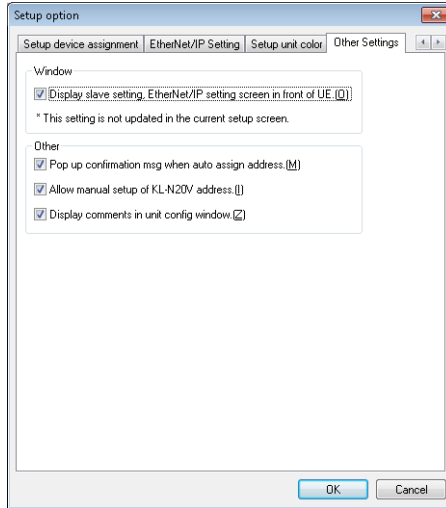 Setup option
Setup device assignment EtherNet/IP Setting Setup unit color Other Settings
Window
Display slave setting, EtherNet/IP setting screen in front of UE.(O)
* This setting is not updated in the current setup screen.
Other
Pop up confirmation msg when auto assign address.(M)
Allow manual setup of KL-N20V address.(I)
Display comments in unit config window.(Z)
OK Cancel